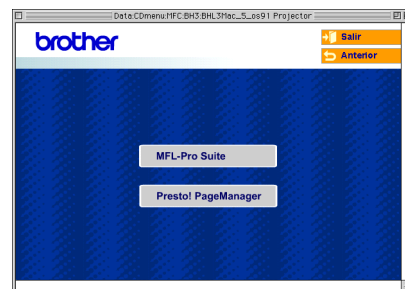 Data:CDmenu:MFC:BH3:BHL3Mac_5_os91 Projector
brother
Salir
Anterior
MFL-Pro Suite
Presto! PageManager